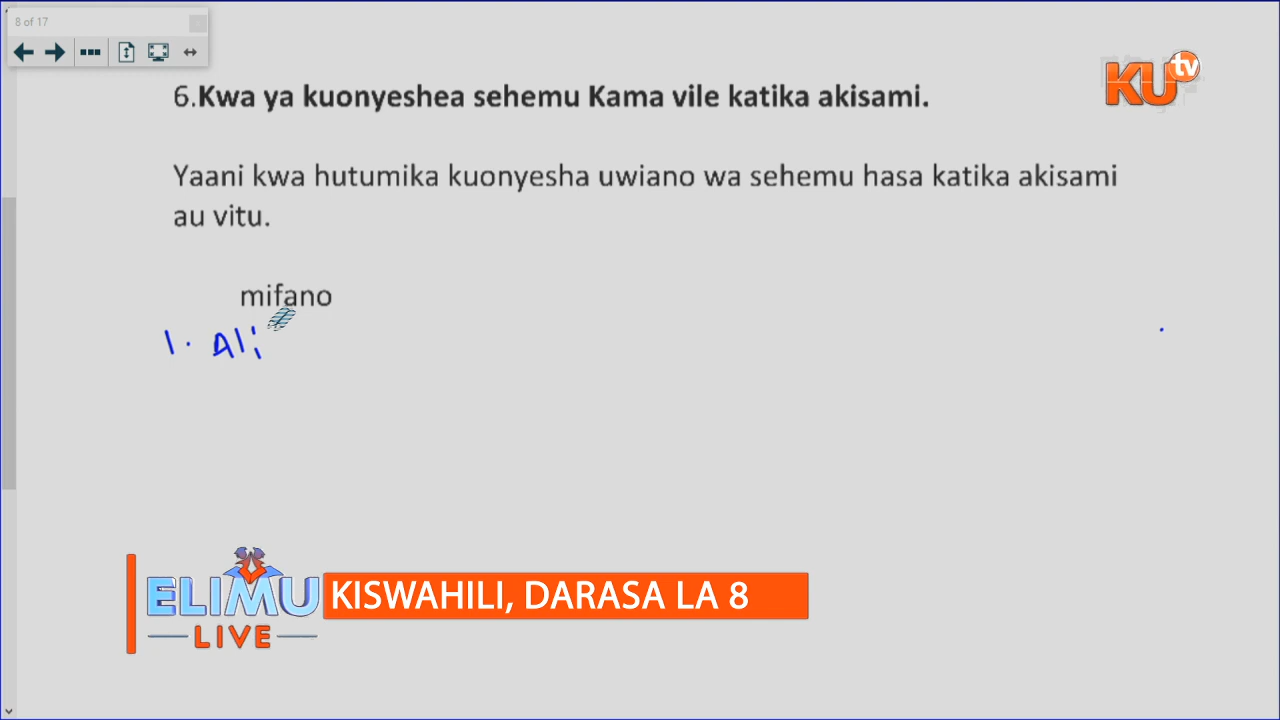 8 of 17
KU tv
6.Kwa ya kuonyeshea sehemu Kama vile katika akisami.
Yaani kwa hutumika kuonyesha uwiano wa sehemu hasa katika akisami
au vitu.
mifano
1. Ali
ELIMU
LIVE
KISWAHILI, DARASA LA 8